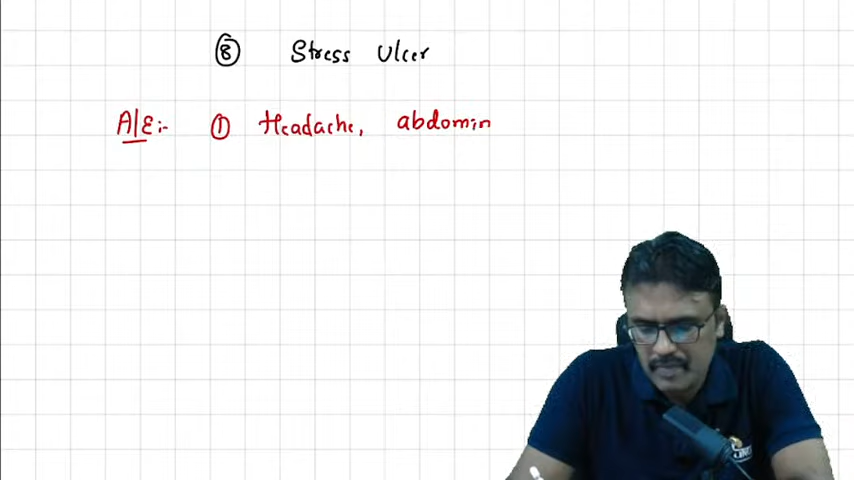 ⑧ Stress Ulcer
A/E:- ① Headache, abdomin